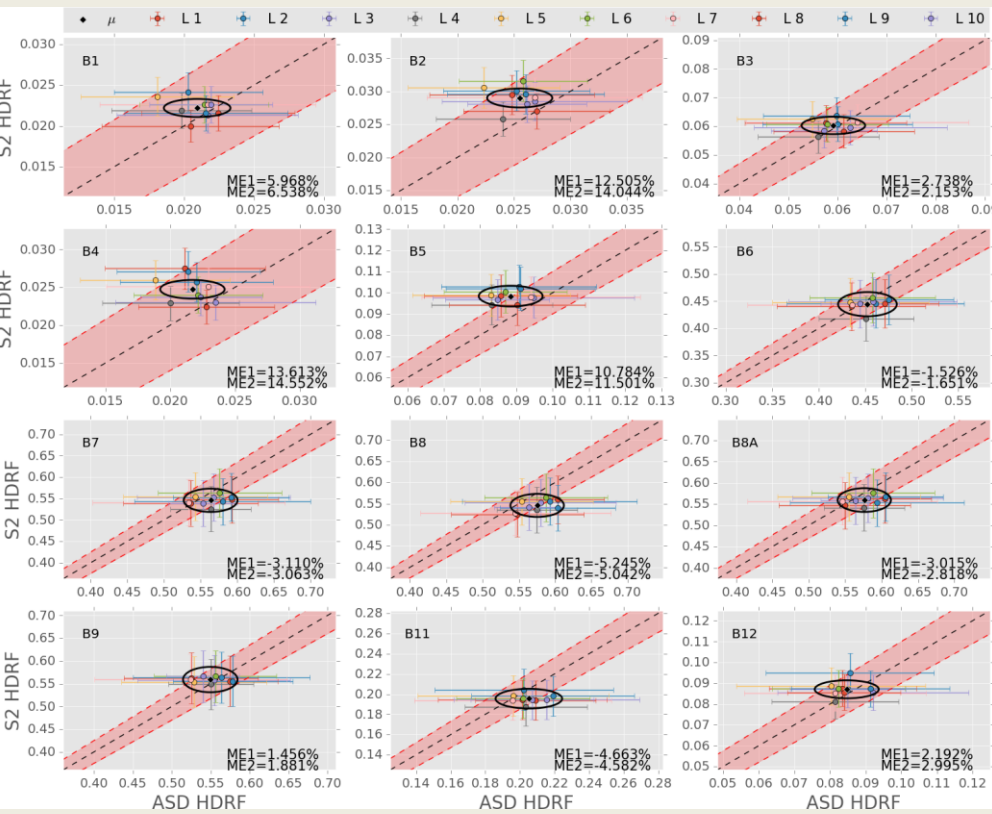 μ L 1 L 2 L 3 L 4 L 5 L 6 L 7 L 8 L 9 L 10
S2 HDRF
0.030
0.025
0.020
0.015
B1
ME1=5.968%
ME2=6.538%
0.015 0.020 0.025 0.030
0.035
0.030
0.025
0.020
0.015
B2
ME1=12.505%
ME2=14.044%
0.015 0.020 0.025 0.030 0.035
0.09
0.08
0.07
0.06
0.05
0.04
B3
ME1=2.738%
ME2=2.153%
0.04 0.05 0.06 0.07 0.08 0.09
S2 HDRF
0.030
0.025
0.020
0.015
B4
ME1=13.613%
ME2=14.552%
0.015 0.020 0.025 0.030
0.13
0.12
0.11
0.10
0.09
0.08
0.07
0.06
B5
ME1=10.784%
ME2=11.501%
0.06 0.07 0.08 0.09 0.10 0.11 0.12 0.13
0.55
0.50
0.45
0.40
0.35
0.30
B6
ME1=-1.526%
ME2=-1.651%
0.30 0.35 0.40 0.45 0.50 0.55
S2 HDRF
0.70
0.65
0.60
0.55
0.50
0.45
0.40
B7
ME1=-3.110%
ME2=-3.063%
0.40 0.45 0.50 0.55 0.60 0.65 0.70
0.70
0.65
0.60
0.55
0.50
0.45
0.40
B8
ME1=-5.245%
ME2=-5.042%
0.40 0.45 0.50 0.55 0.60 0.65 0.70
0.70
0.65
0.60
0.55
0.50
0.45
0.40
B8A
ME1=-3.015%
ME2=-2.818%
0.40 0.45 0.50 0.55 0.60 0.65 0.70
S2 HDRF
0.70
0.65
0.60
0.55
0.50
0.45
0.40
B9
ME1=1.456%
ME2=1.881%
0.40 0.45 0.50 0.55 0.60 0.65 0.70
ASD HDRF
0.28
0.26
0.24
0.22
0.20
0.18
0.16
0.14
B11
ME1=-4.663%
ME2=-4.582%
0.14 0.16 0.18 0.20 0.22 0.24 0.26 0.28
ASD HDRF
0.12
0.11
0.10
0.09
0.08
0.07
0.06
0.05
B12
ME1=2.192%
ME2=2.995%
0.05 0.06 0.07 0.08 0.09 0.10 0.11 0.12
ASD HDRF